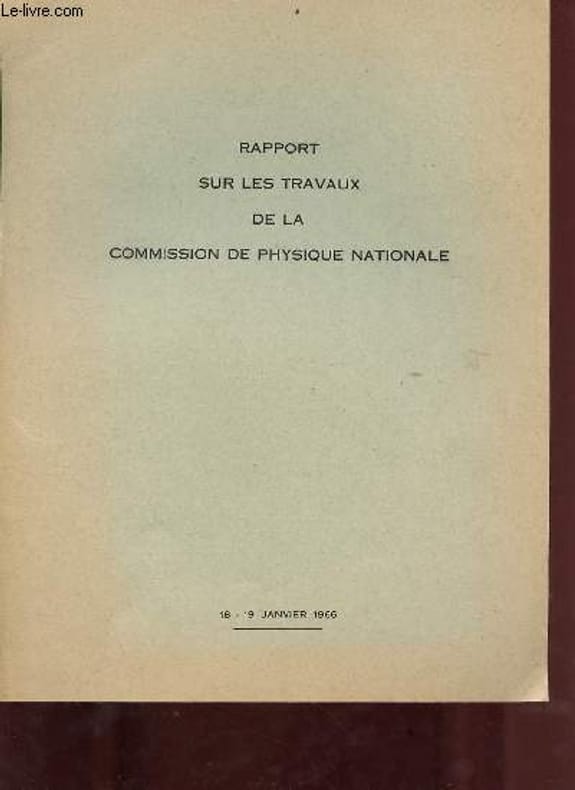 Le-livre.com
RAPPORT
SUR LES TRAVAUX
DE LA
COMMISSION DE PHYSIQUE NATIONALE
18 - 19 JANVIER 1966